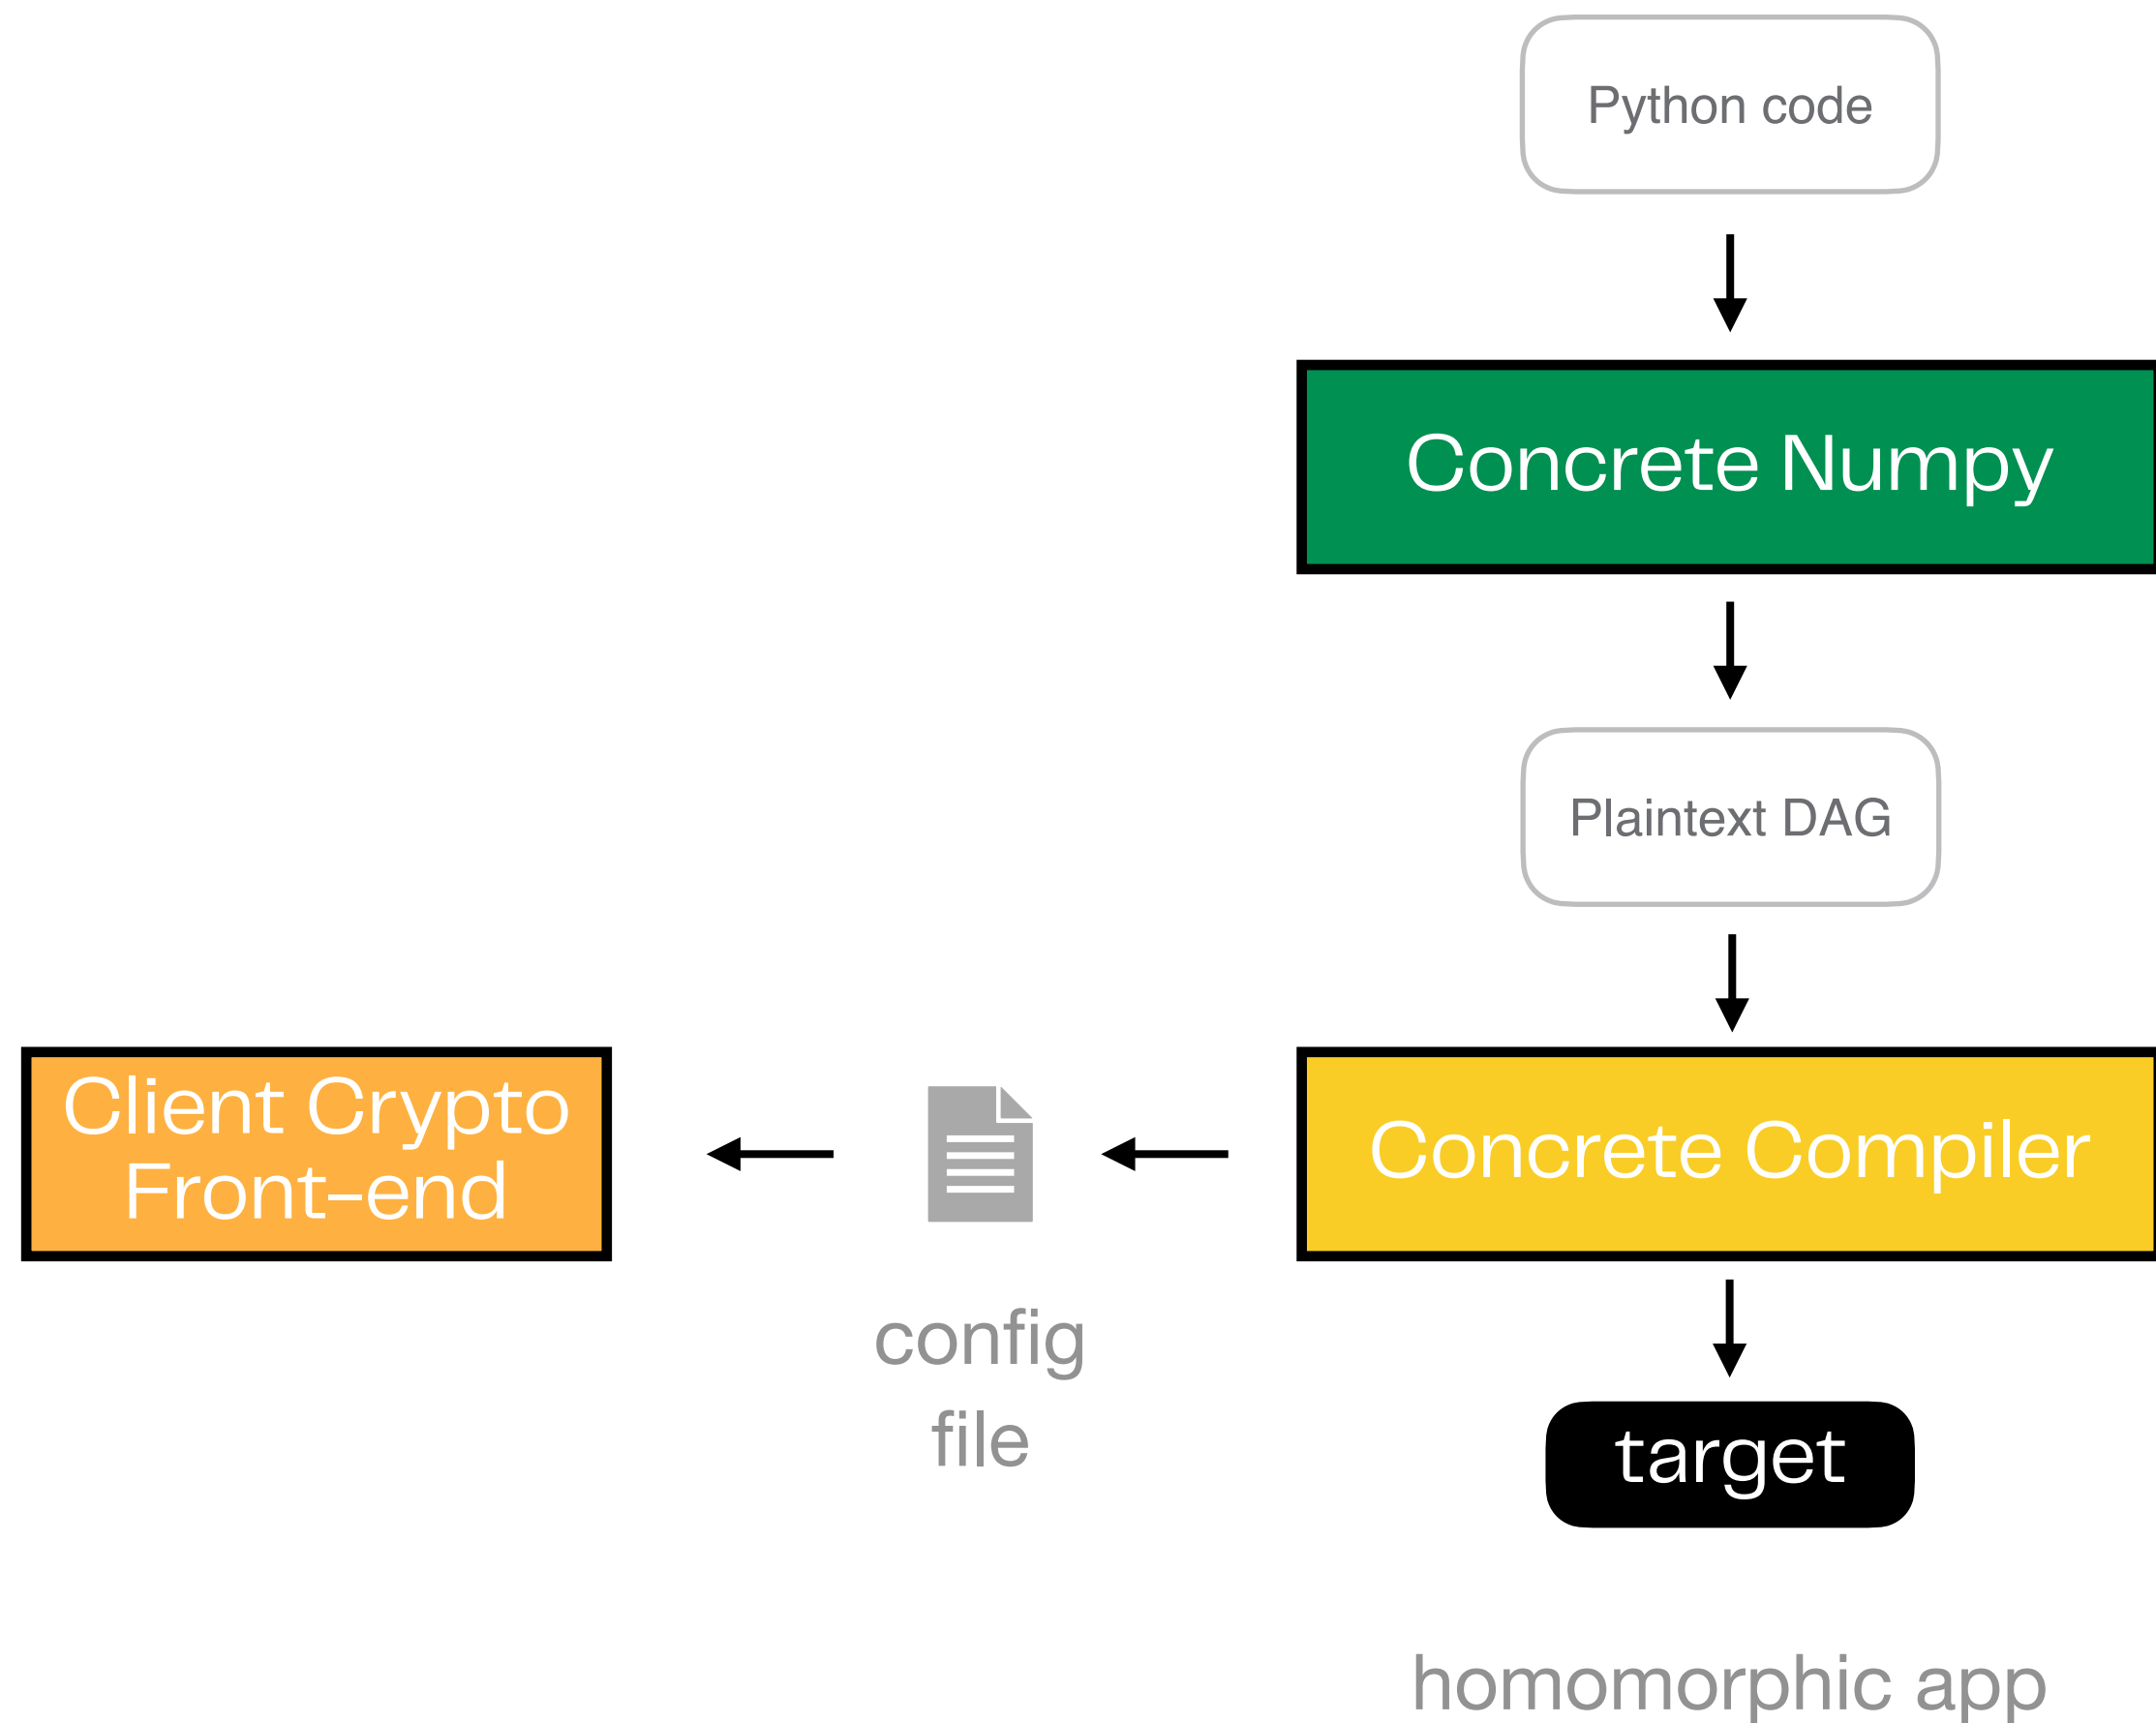 Python code
Concrete Numpy
Plaintext DAG
Client Crypto
Front-end
Concrete Compiler
config
file
target
homomorphic app